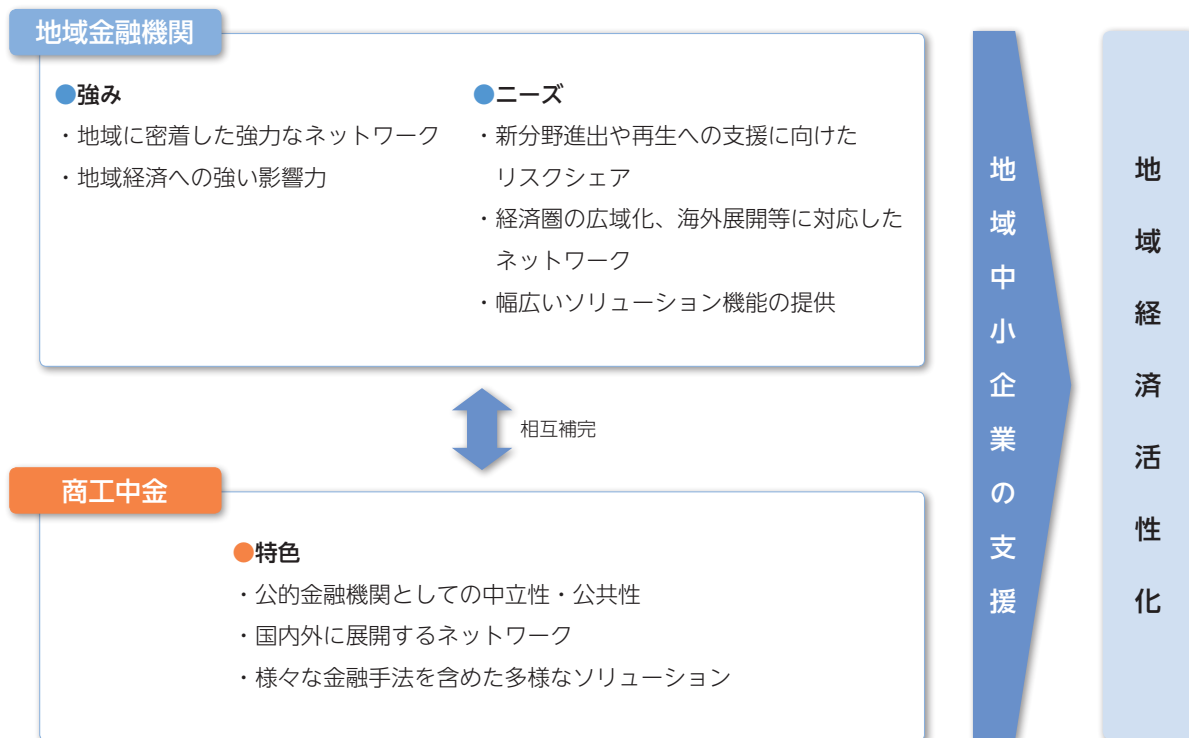 地域金融機関
●強み
・地域に密着した強力なネットワーク
・地域経済への強い影響力
●ニーズ
・新分野進出や再生への支援に向けた
リスクシェア
・経済圏の広域化、海外展開等に対応した
ネットワーク
・幅広いソリューション機能の提供
相互補完
商工中金
●特色
・公的金融機関としての中立性・公共性
・国内外に展開するネットワーク
・様々な金融手法を含めた多様なソリューション
地域中小企業の支援
地域経済活性化